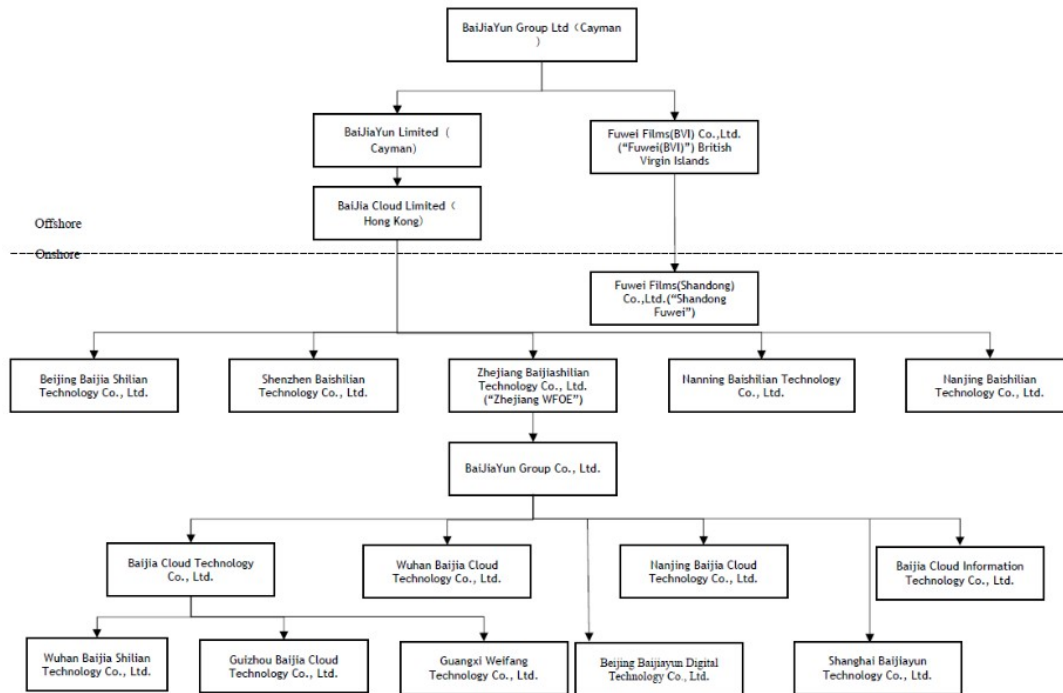 BaiJiaYun Group Ltd（Cayman
）
BaiJiaYun Limited（
Cayman)
Fuwei Films(BVI) Co.,Ltd.
(“Fuwei(BVI)”) British
Virgin Islands
BaiJia Cloud Limited（
Hong Kong)
Offshore
Onshore
Fuwei Films(Shandong)
Co.,Ltd.(“Shandong
Fuwei”)
Beijing Baijia Shilian
Technology Co., Ltd.
Shenzhen Baishilian
Technology Co., Ltd.
Zhejiang Baijiashilian
Technology Co., Ltd.
(“Zhejiang WFOE”)
Nanning Baishilian Technology
Co., Ltd.
Nanjing Baishilian
Technology Co., Ltd.
BaiJiaYun Group Co., Ltd.
Baijia Cloud Technology
Co., Ltd.
Wuhan Baijia Cloud
Technology Co., Ltd.
Nanjing Baijia Cloud
Technology Co., Ltd.
Baijia Cloud Information
Technology Co., Ltd.
Wuhan Baijia Shilian
Technology Co., Ltd.
Guizhou Baijia Cloud
Technology Co., Ltd.
Guangxi Weifang
Technology Co., Ltd.
Beijing Baijiayun Digital
Technology Co., Ltd.
Shanghai Baijiayun
Technology Co., Ltd.